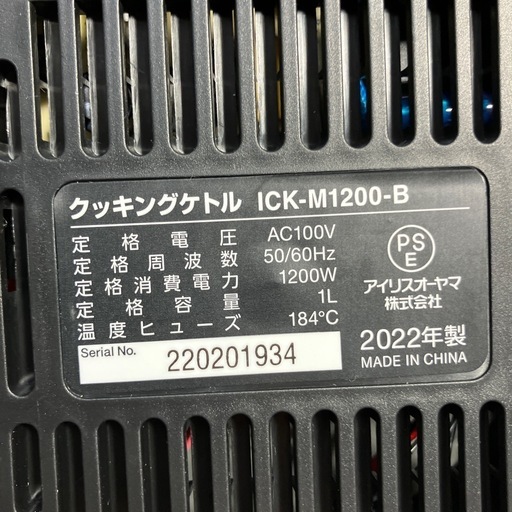 クッキングケトル ICK-M1200-B
定格電圧 AC100V
定格周波数 50/60Hz
定格消費電力 1200W
定格容量 1L
温度ヒューズ 184℃
Serial No. 220201934
PS
E
アイリスオーヤマ
株式会社
2022年製
MADE IN CHINA